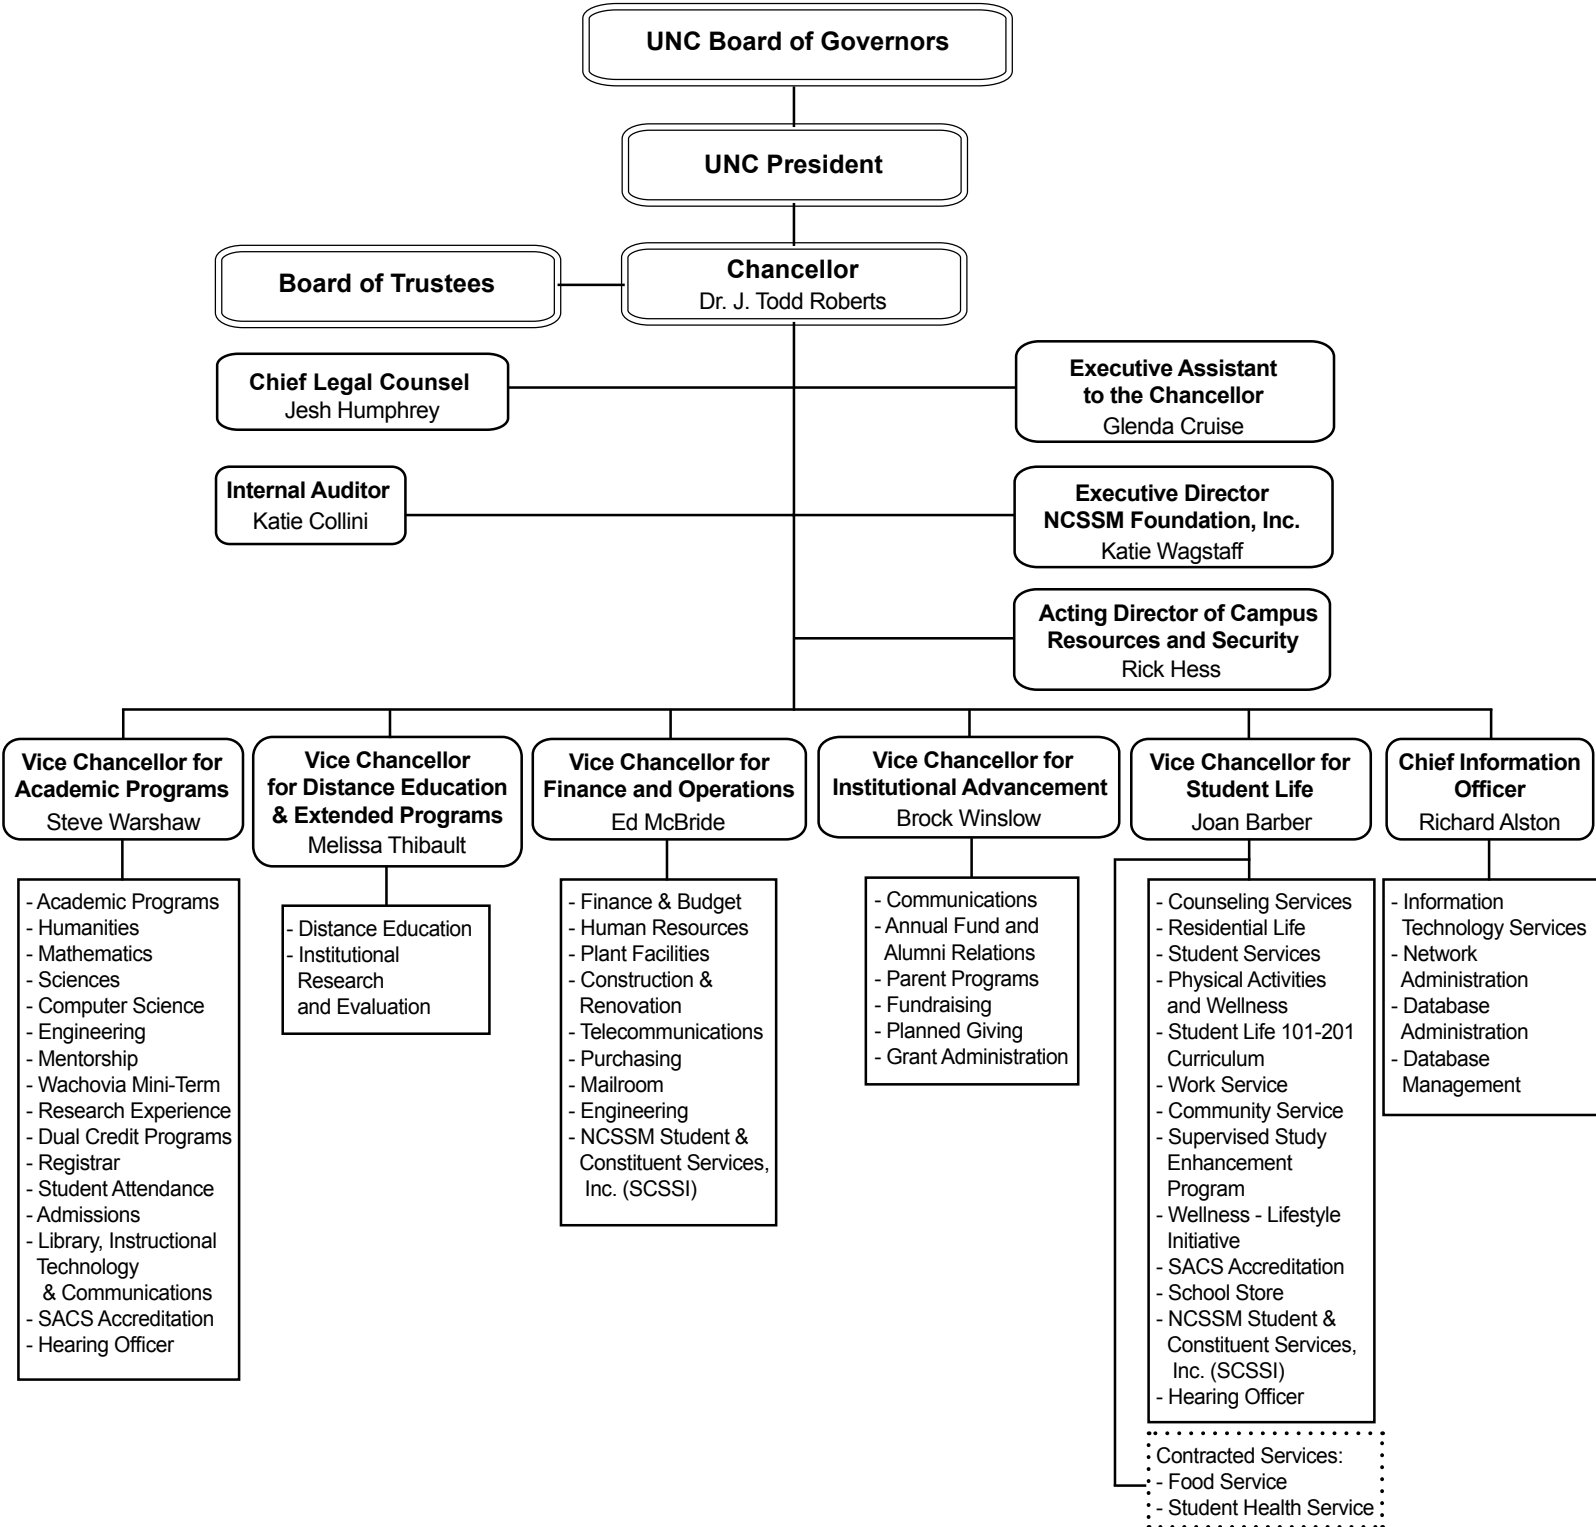 UNC Board of Governors
UNC President
Board of Trustees
Chancellor
Dr. J. Todd Roberts
Chief Legal Counsel
Jesh Humphrey
Executive Assistant
to the Chancellor
Glenda Cruise
Internal Auditor
Katie Collini
Executive Director
NCSSM Foundation, Inc.
Katie Wagstaff
Acting Director of Campus
Resources and Security
Rick Hess
Vice Chancellor for
Academic Programs
Steve Warshaw
Vice Chancellor
for Distance Education
& Extended Programs
Melissa Thibault
Vice Chancellor for
Finance and Operations
Ed McBride
Vice Chancellor for
Institutional Advancement
Brock Winslow
Vice Chancellor for
Student Life
Joan Barber
Chief Information
Officer
Richard Alston
- Academic Programs
- Humanities
- Mathematics
- Sciences
- Computer Science
- Engineering
- Mentorship
- Wachovia Mini-Term
- Research Experience
- Dual Credit Programs
- Registrar
- Student Attendance
- Admissions
- Library, Instructional
Technology
& Communications
- SACS Accreditation
- Hearing Officer
- Distance Education
- Institutional
Research
and Evaluation
- Finance & Budget
- Human Resources
- Plant Facilities
- Construction &
Renovation
- Telecommunications
- Purchasing
- Mailroom
- Engineering
- NCSSM Student &
Constituent Services,
Inc. (SCSSI)
- Communications
- Annual Fund and
Alumni Relations
- Parent Programs
- Fundraising
- Planned Giving
- Grant Administration
- Counseling Services
- Residential Life
- Student Services
- Physical Activities
and Wellness
- Student Life 101-201
Curriculum
- Work Service
- Community Service
- Supervised Study
Enhancement
Program
- Wellness - Lifestyle
Initiative
- SACS Accreditation
- School Store
- NCSSM Student &
Constituent Services,
Inc. (SCSSI)
- Hearing Officer
Contracted Services:
- Food Service
- Student Health Service
- Information
Technology Services
- Network
Administration
- Database
Administration
- Database
Management